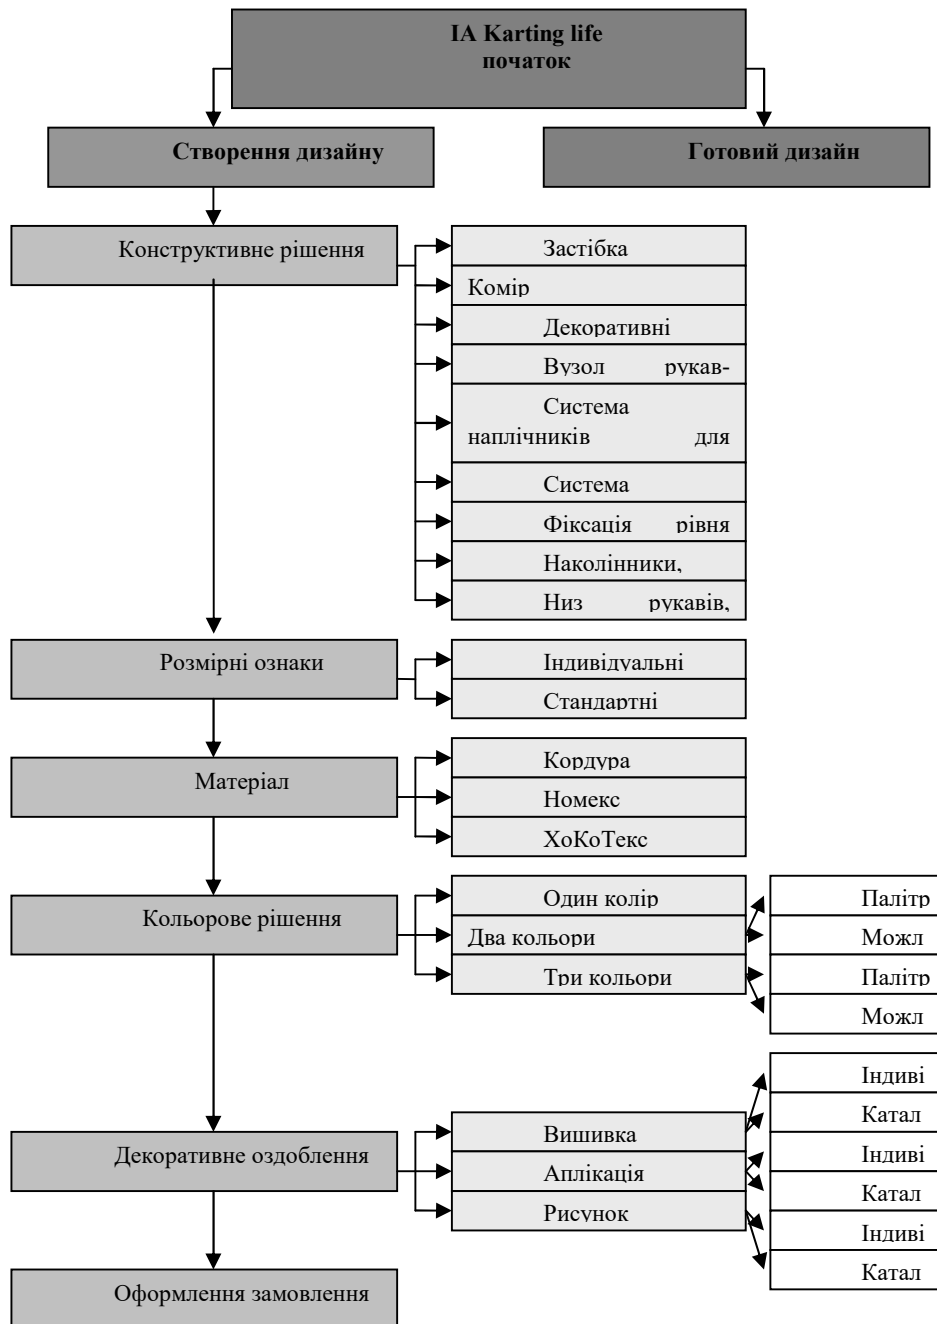 IA Karting life
початок
Створення дизайну
Готовий дизайн
Конструктивне рішення
Застібка
Комір
Декоративні
Вузол рукав-
Система
наплічників для
Система
Фіксація рівня
Наколінники,
Низ рукавів,
Розмірні ознаки
Індивідуальні
Стандартні
Матеріал
Кордура
Номекс
ХоКоТекс
Кольорове рішення
Один колір
Два кольори
Три кольори
Палітр
Можл
Палітр
Можл
Декоративне оздоблення
Вишивка
Аплікація
Рисунок
Індиві
Катал
Індиві
Катал
Індиві
Катал
Оформлення замовлення